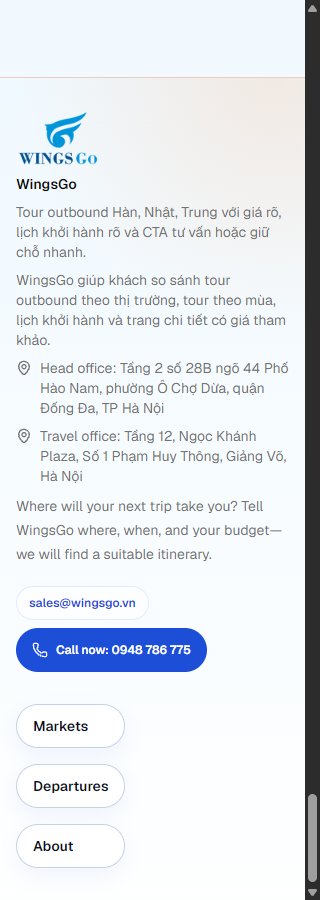 WINGS GO
WingsGo
Tour outbound Hàn, Nhật, Trung với giá rõ,
lịch khởi hành rõ và CTA tư vấn hoặc giữ
chỗ nhanh.
WingsGo giúp khách so sánh tour
outbound theo thị trường, tour theo mùa,
lịch khởi hành và trang chi tiết có giá tham
khảo.
Head office: Tầng 2 số 28B ngõ 44 Phố
Hào Nam, phường Ô Chợ Dừa, quận
Đống Đa, TP Hà Nội
Travel office: Tầng 12, Ngọc Khánh
Plaza, Số 1 Phạm Huy Thông, Giảng Võ,
Hà Nội
Where will your next trip take you? Tell
WingsGo where, when, and your budget—
we will find a suitable itinerary.
sales@wingsgo.vn
Call now: 0948 786 775
Markets
Departures
About